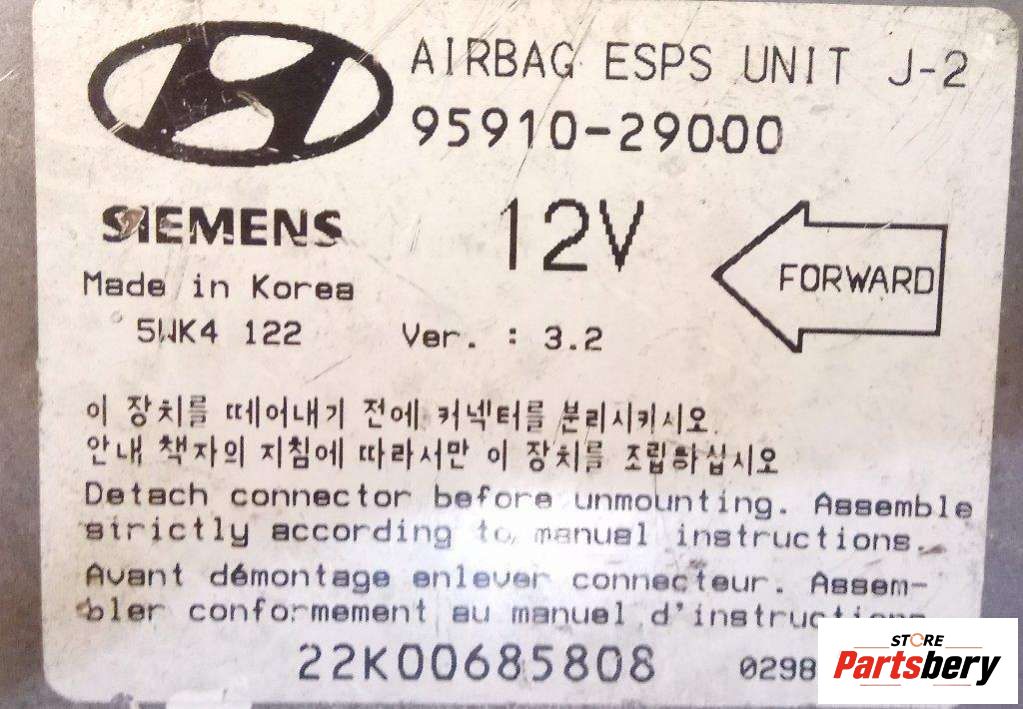 AIRBAG ESPS UNIT J-2
95910-29000
SIEMENS
12V
FORWARD
Made in Korea
5WK4 122 Ver. : 3.2
이 장치를 떼어내기 전에 커넥터를 분리시키시오.
안내 책자의 지침에 따라서만 이 장치를 조립하십시오
Detach connector before unmounting. Assemble
strictly according to manual instructions.
Avant démontage enlever connecteur. Assem-
bler conformement au manuel d'instructions.
22K00685808 0298
STORE
Partsbery